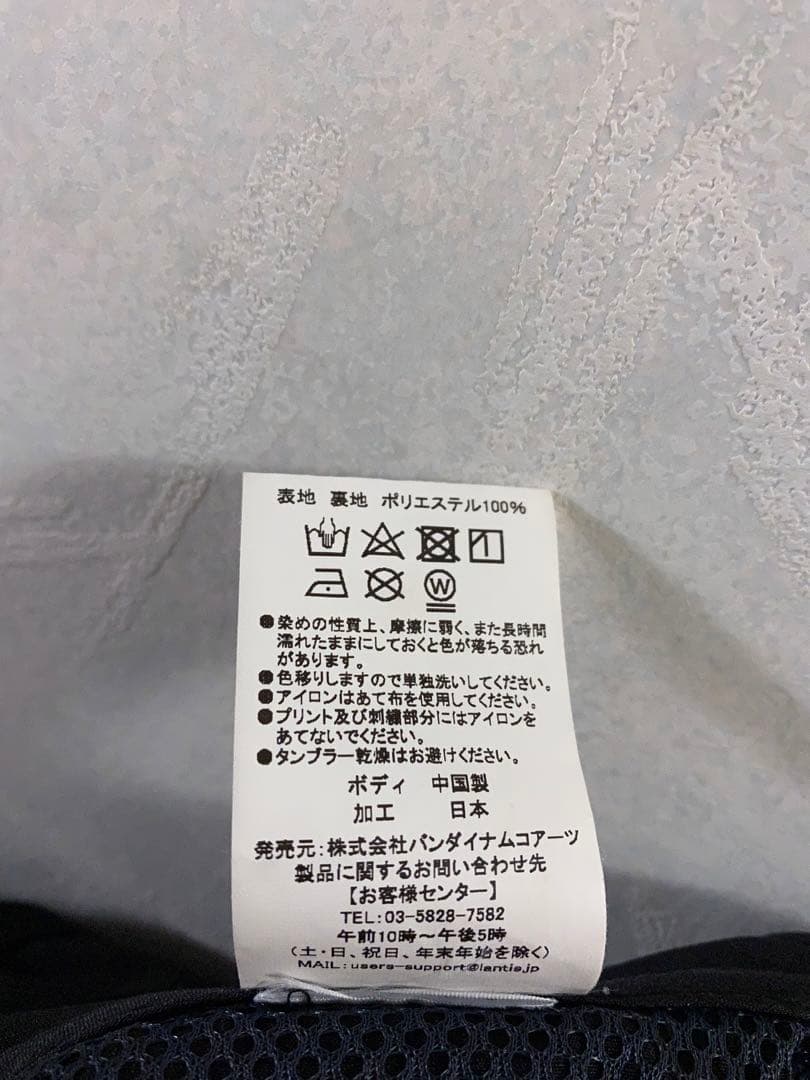 表地 裏地 ポリエステル100%
W
●染めの性質上、摩擦に弱く、また長時間
濡れたままにしておくと色が落ちる恐れ
があります。
●色移りしますので単独洗いしてください。
●アイロンはあて布を使用してください。
●プリント及び刺繍部分にはアイロンを
あてないでください。
●タンブラー乾燥はお避けください。
ボディ 中国製
加工 日本
発売元:株式会社バンダイナムコアーツ
製品に関するお問い合わせ先
【お客様センター】
TEL:03-5828-7582
午前10時～午後5時
(土・日、祝日、年末年始を除く)
MAIL:users-support@lantis.jp